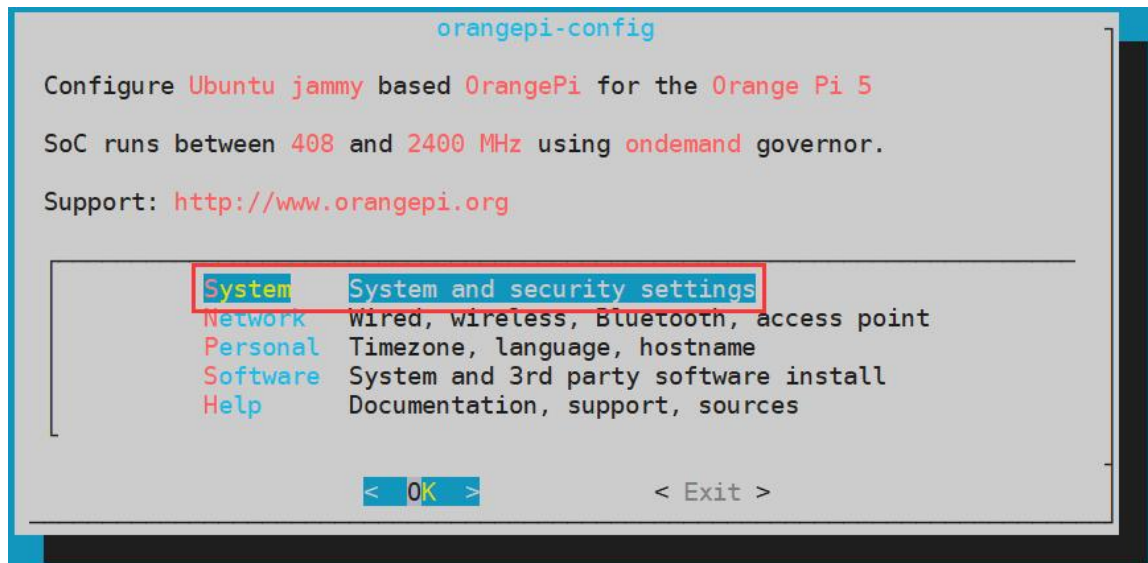 orangepi-config
Configure Ubuntu jammy based OrangePi for the Orange Pi 5
SoC runs between 408 and 2400 MHz using ondemand governor.
Support: http://www.orangepi.org
System System and security settings
Network Wired, wireless, Bluetooth, access point
Personal Timezone, language, hostname
Software System and 3rd party software install
Help Documentation, support, sources
< OK > < Exit >